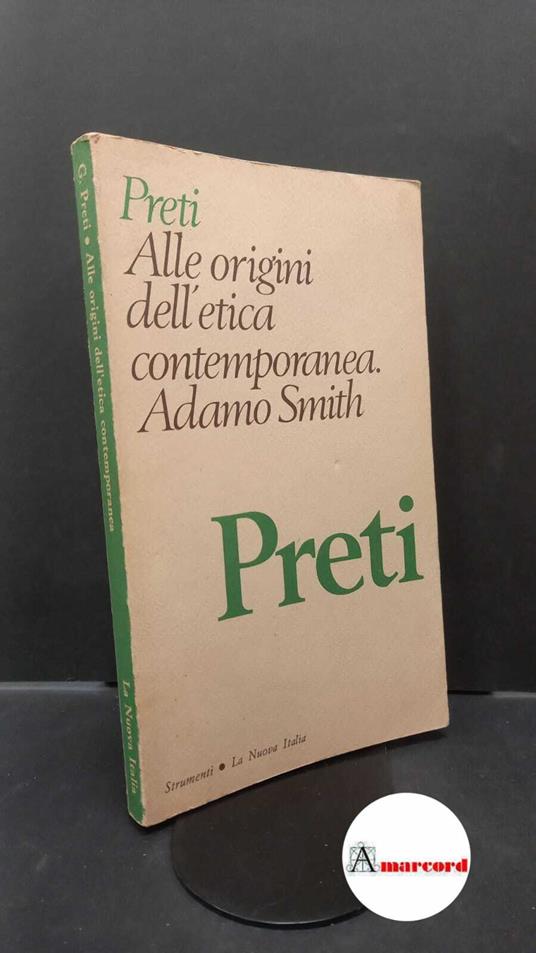 Preti
Alle origini
dell'etica
contemporanea.
Adamo Smith
Preti
Strumenti • La Nuova Italia
G. Preti • Alle origini dell'etica contemporanea
La Nuova Italia
Amarcord